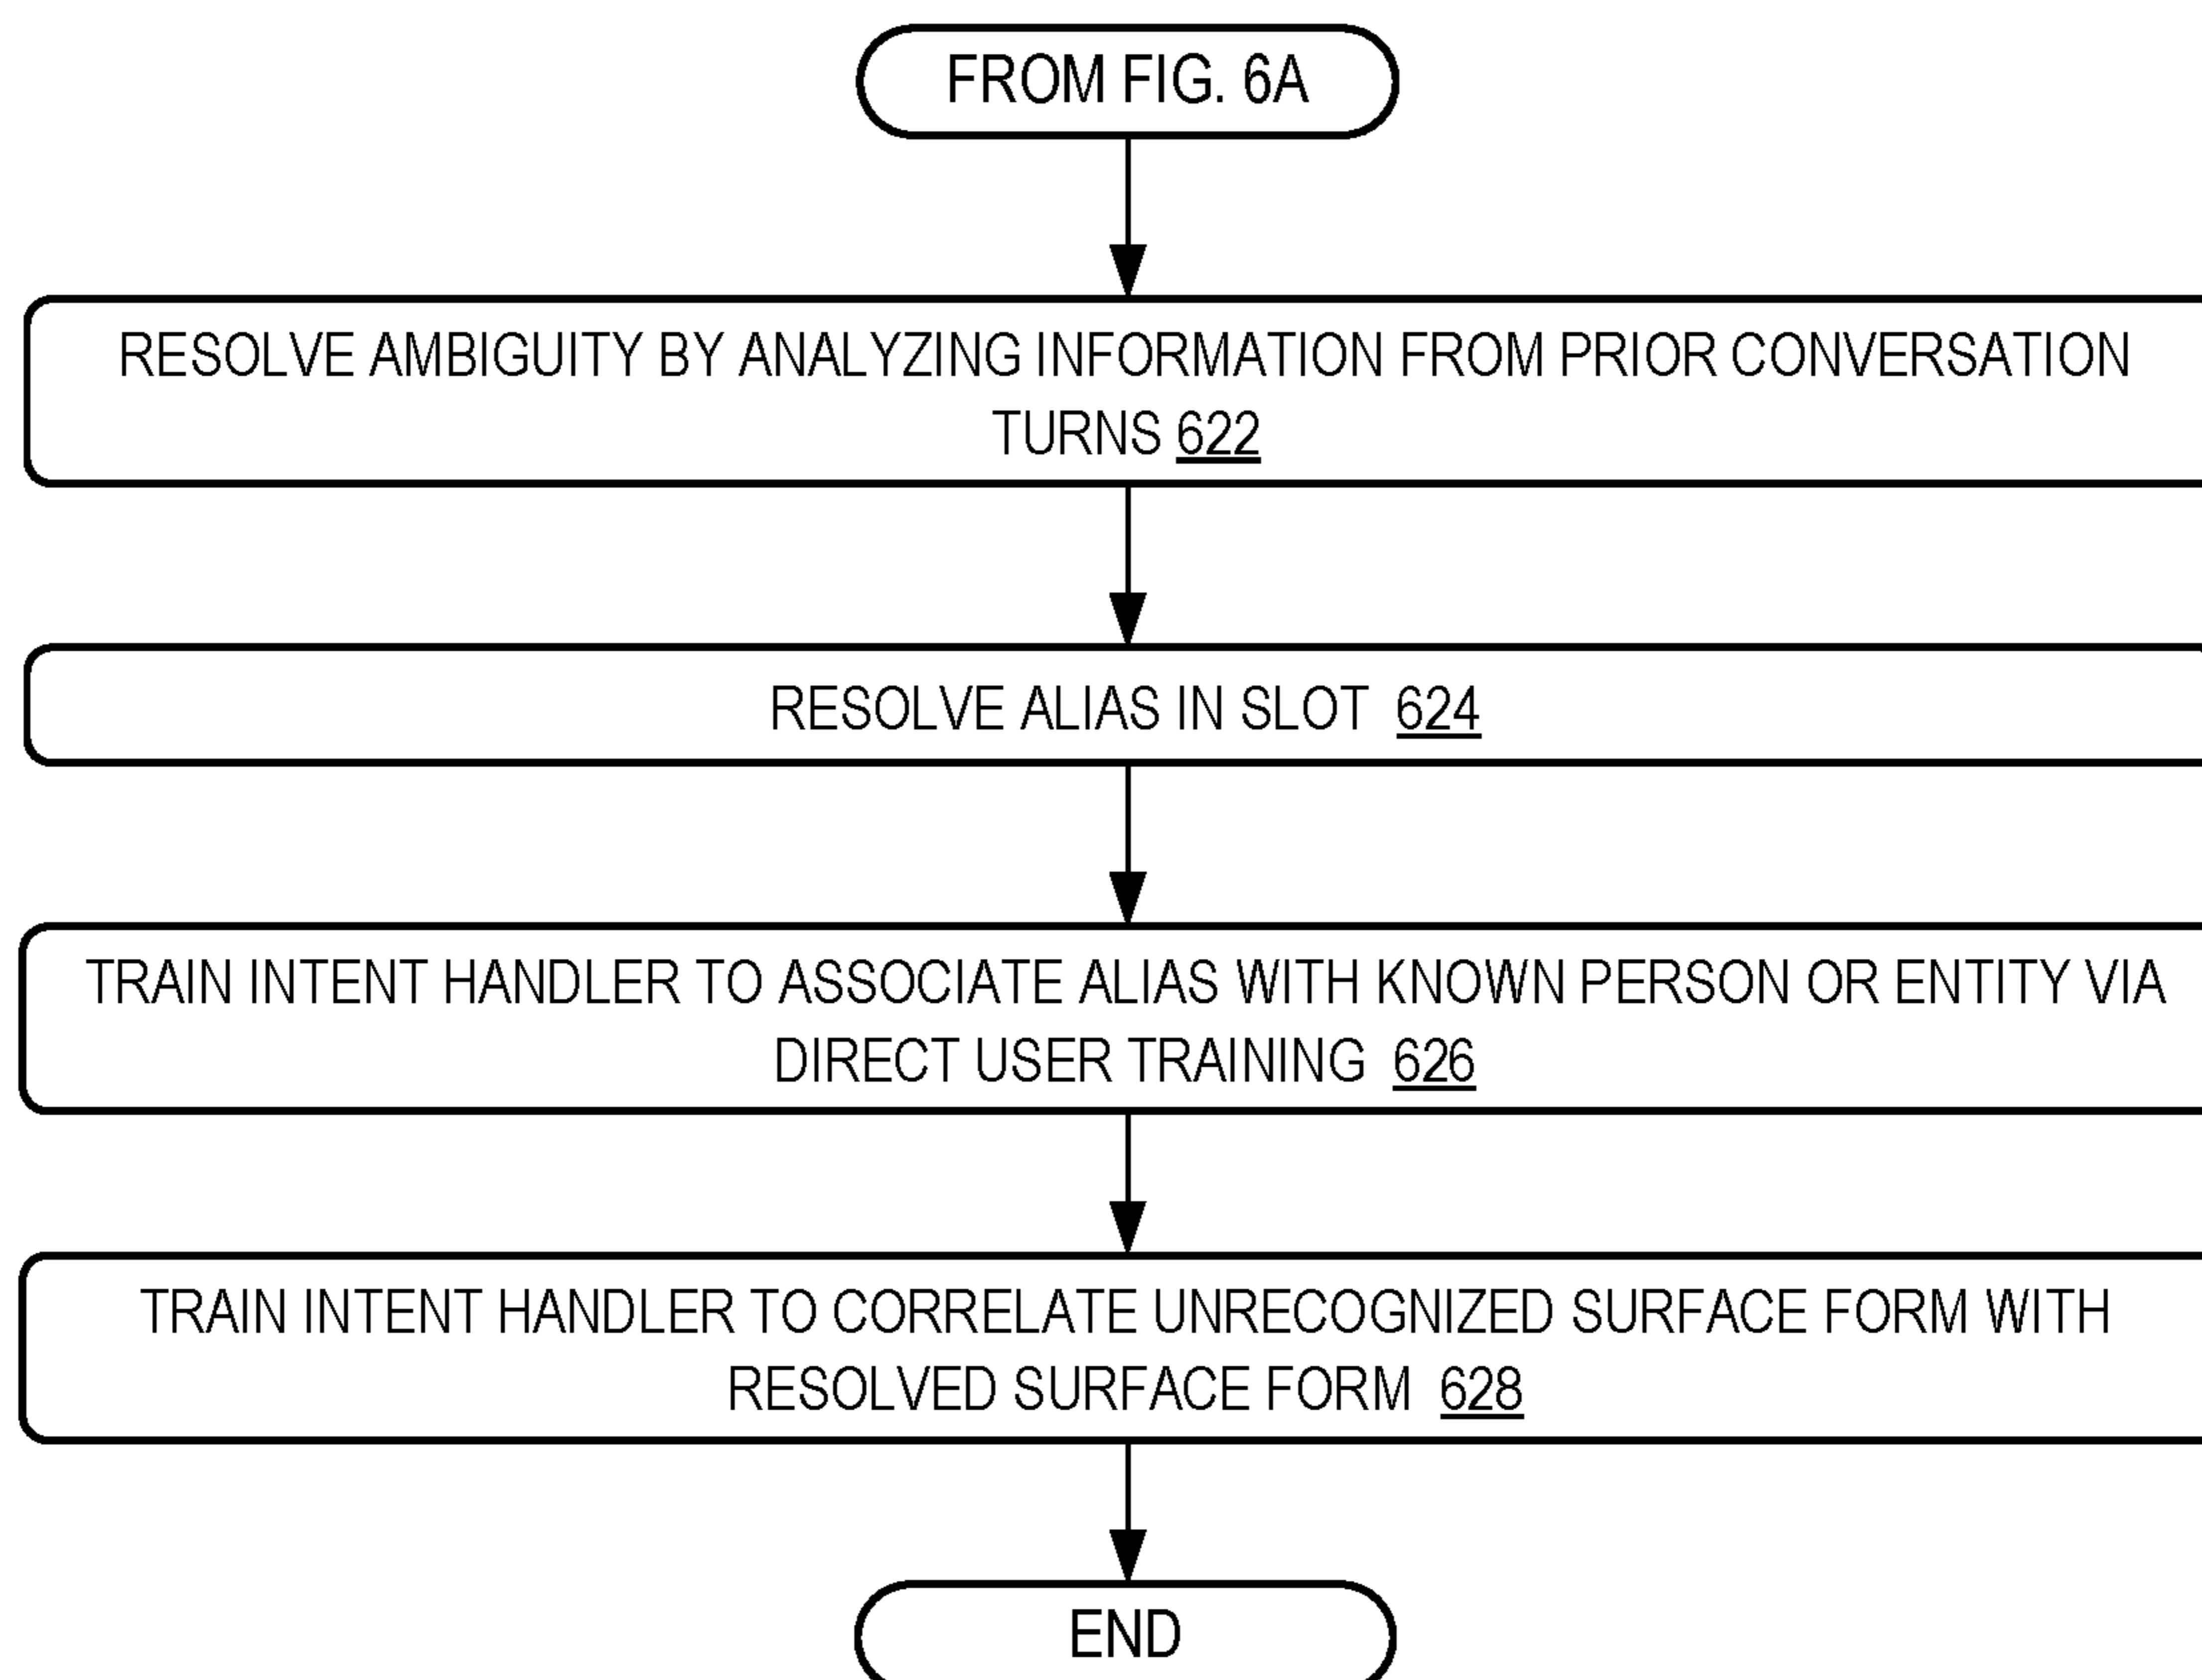 FROM FIG. 6A
RESOLVE AMBIGUITY BY ANALYZING INFORMATION FROM PRIOR CONVERSATION
TURNS 622
RESOLVE ALIAS IN SLOT 624
TRAIN INTENT HANDLER TO ASSOCIATE ALIAS WITH KNOWN PERSON OR ENTITY VIA
DIRECT USER TRAINING 626
TRAIN INTENT HANDLER TO CORRELATE UNRECOGNIZED SURFACE FORM WITH
RESOLVED SURFACE FORM 628
END